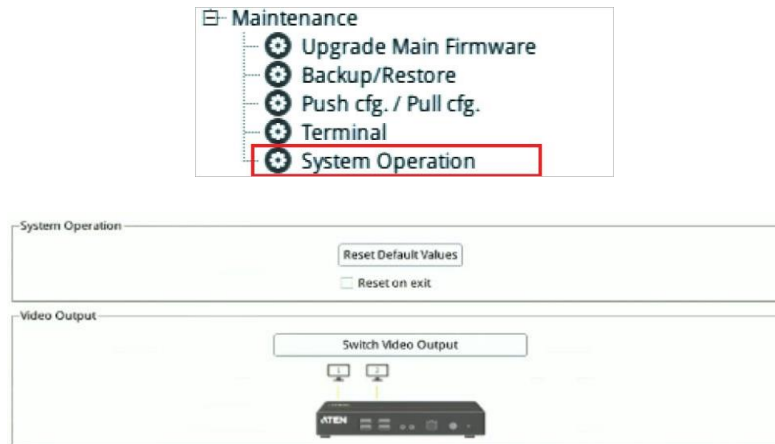 Maintenance
Upgrade Main Firmware
Backup/Restore
Push cfg. / Pull cfg.
Terminal
System Operation
System Operation
Reset Default Values
Reset on exit
Video Output
Switch Video Output
1 2
ATEN